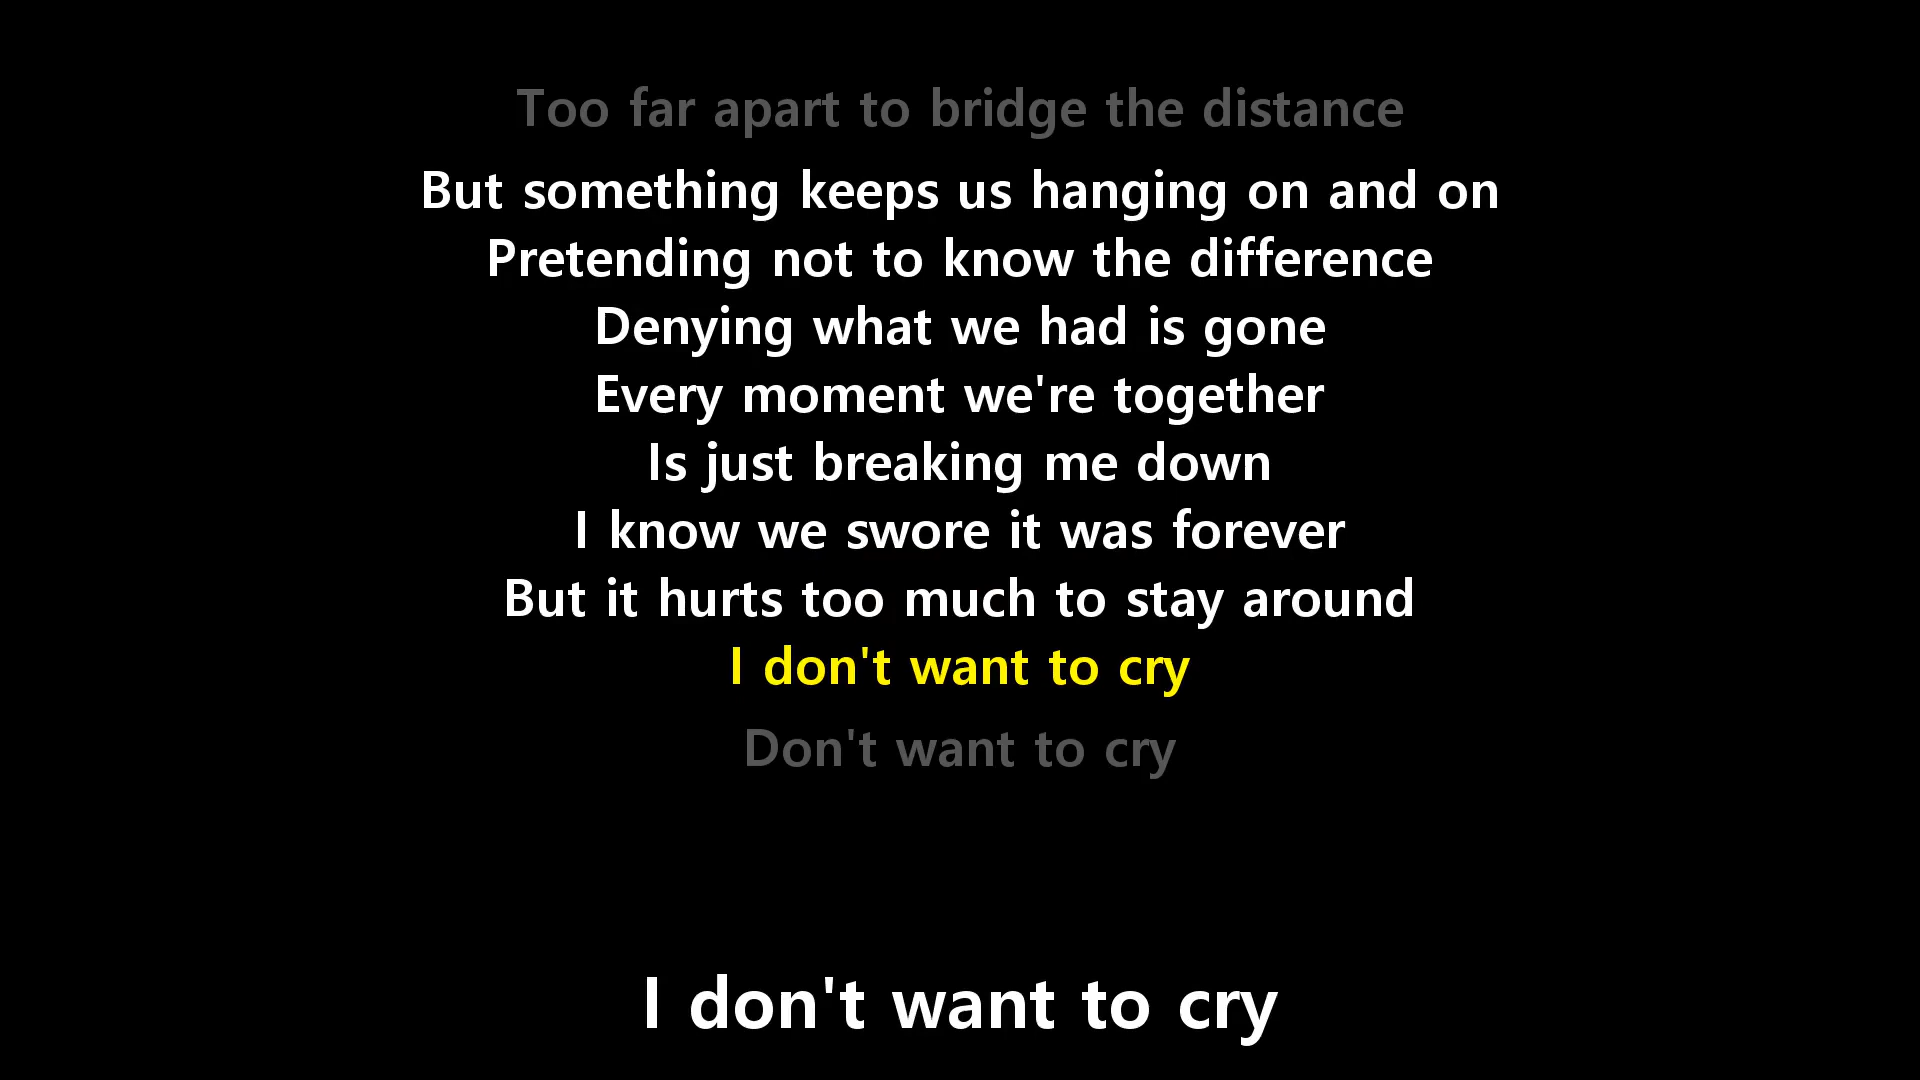 Too far apart to bridge the distance
But something keeps us hanging on and on
Pretending not to know the difference
Denying what we had is gone
Every moment we're together
Is just breaking me down
I know we swore it was forever
But it hurts too much to stay around
I don't want to cry
Don't want to cry
I don't want to cry